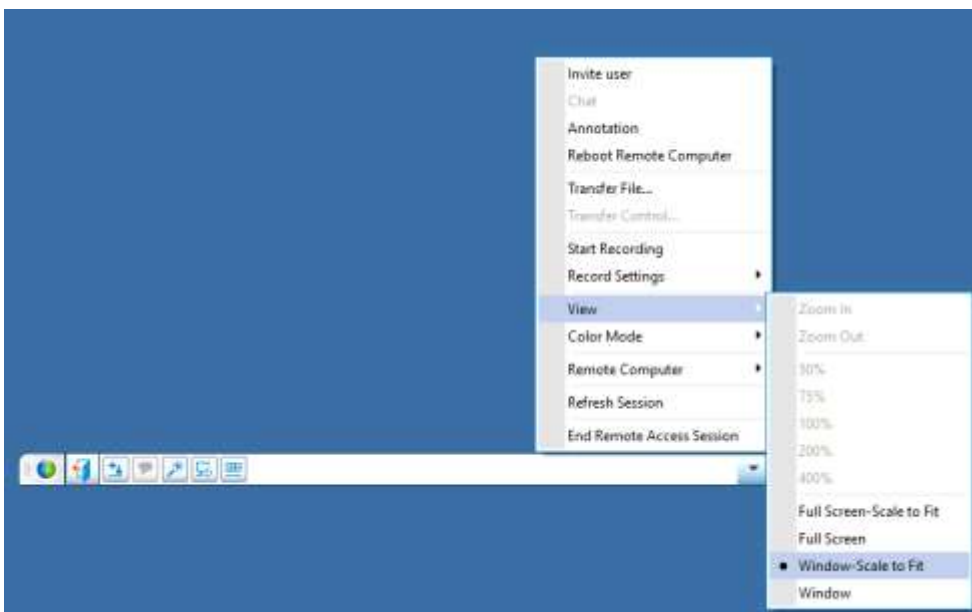 Invite user
Chat
Annotation
Reboot Remote Computer
Transfer File...
Transfer Control...
Start Recording
Record Settings
View
Color Mode
Remote Computer
Refresh Session
End Remote Access Session
Zoom In
Zoom Out
50%
75%
100%
200%
400%
Full Screen-Scale to Fit
Full Screen
Window-Scale to Fit
Window